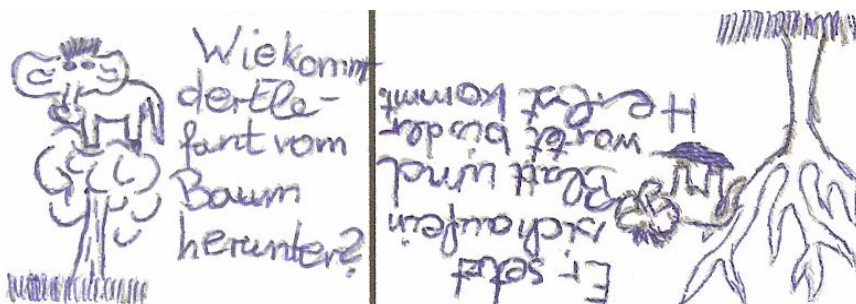 Wie kommt
der Ele-
fant vom
Baum
herunter?
Er setzt
sich auf ein
Blatt und
wartet bis der
Herbst kommt.